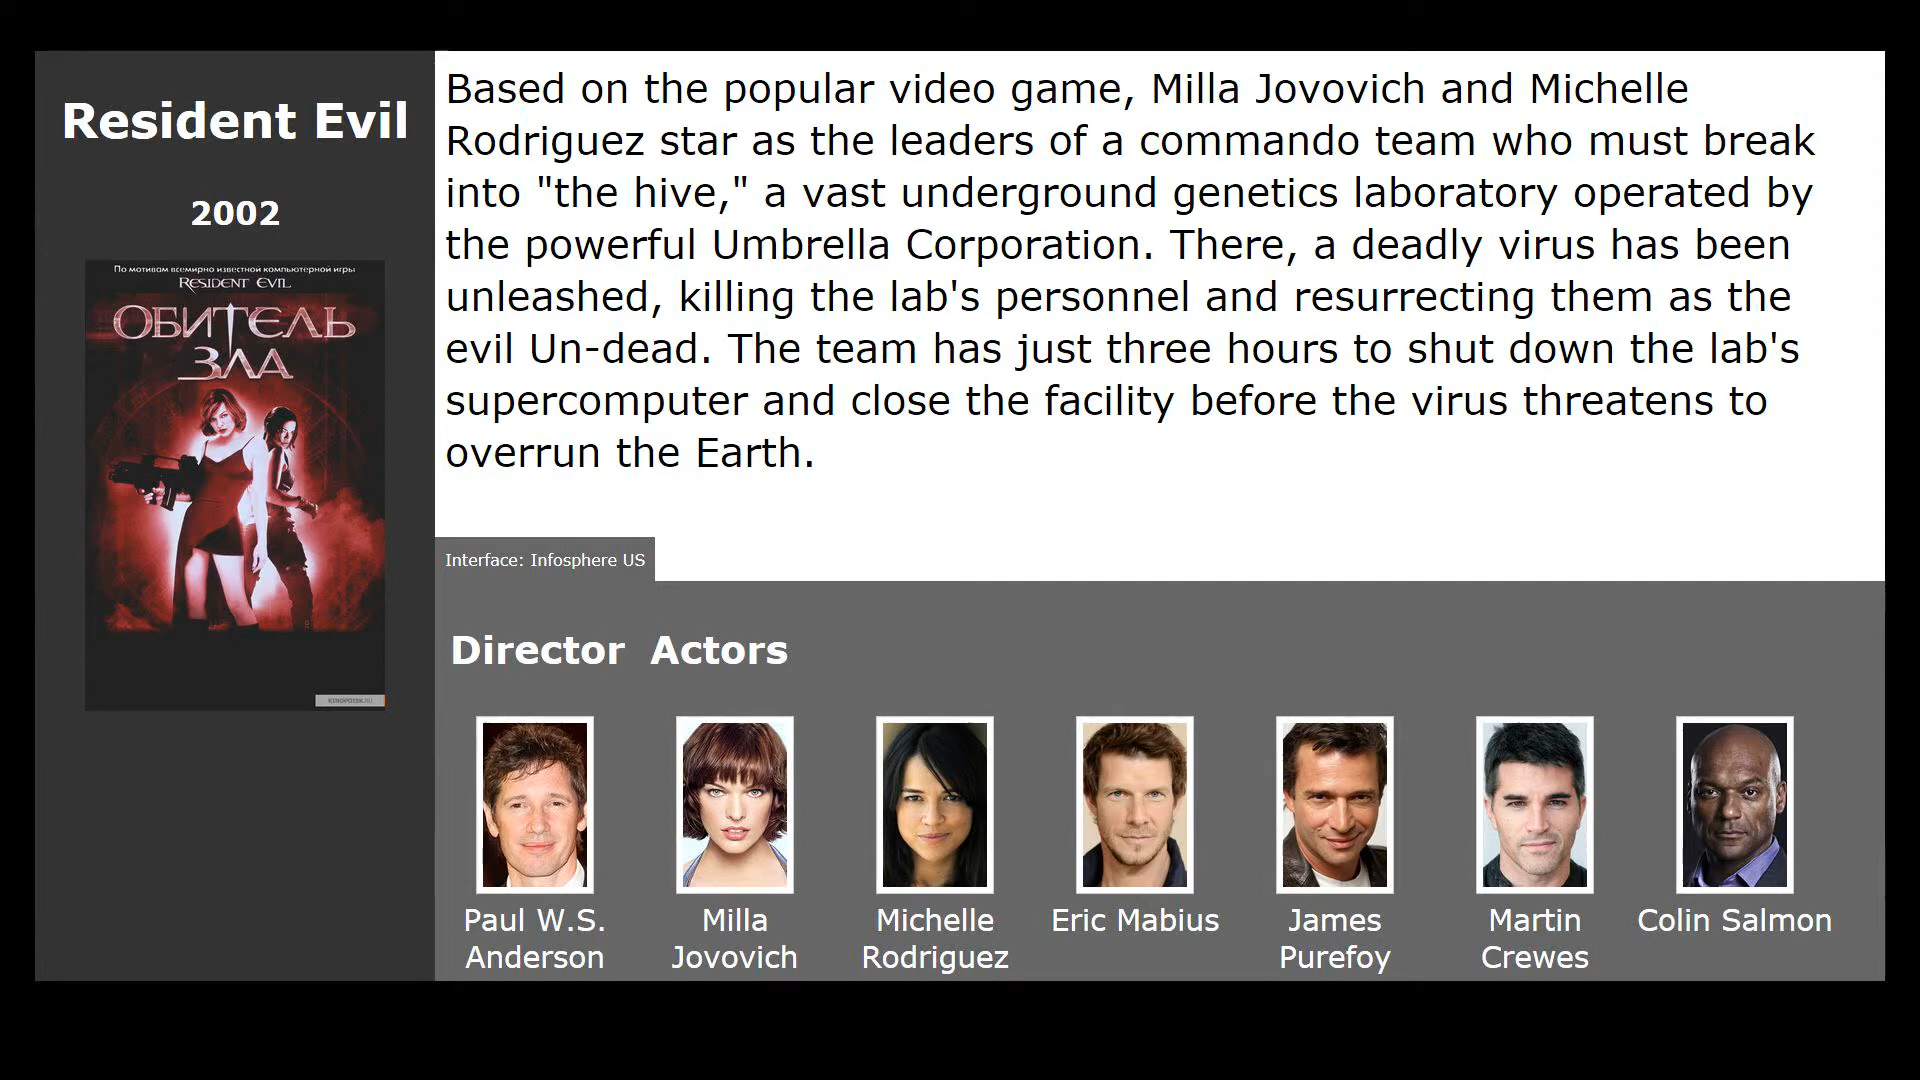 Resident Evil
2002
По мотивам всемирно известной компьютерной игры
RESIDENT EVIL
ОБИТЕЛЬ
ЗЛА
KINOPOISK.RU
Based on the popular video game, Milla Jovovich and Michelle
Rodriguez star as the leaders of a commando team who must break
into "the hive," a vast underground genetics laboratory operated by
the powerful Umbrella Corporation. There, a deadly virus has been
unleashed, killing the lab's personnel and resurrecting them as the
evil Un-dead. The team has just three hours to shut down the lab's
supercomputer and close the facility before the virus threatens to
overrun the Earth.
Interface: Infosphere US
Director Actors
Paul W.S.
Anderson
Milla
Jovovich
Michelle
Rodriguez
Eric Mabius
James
Purefoy
Martin
Crewes
Colin Salmon